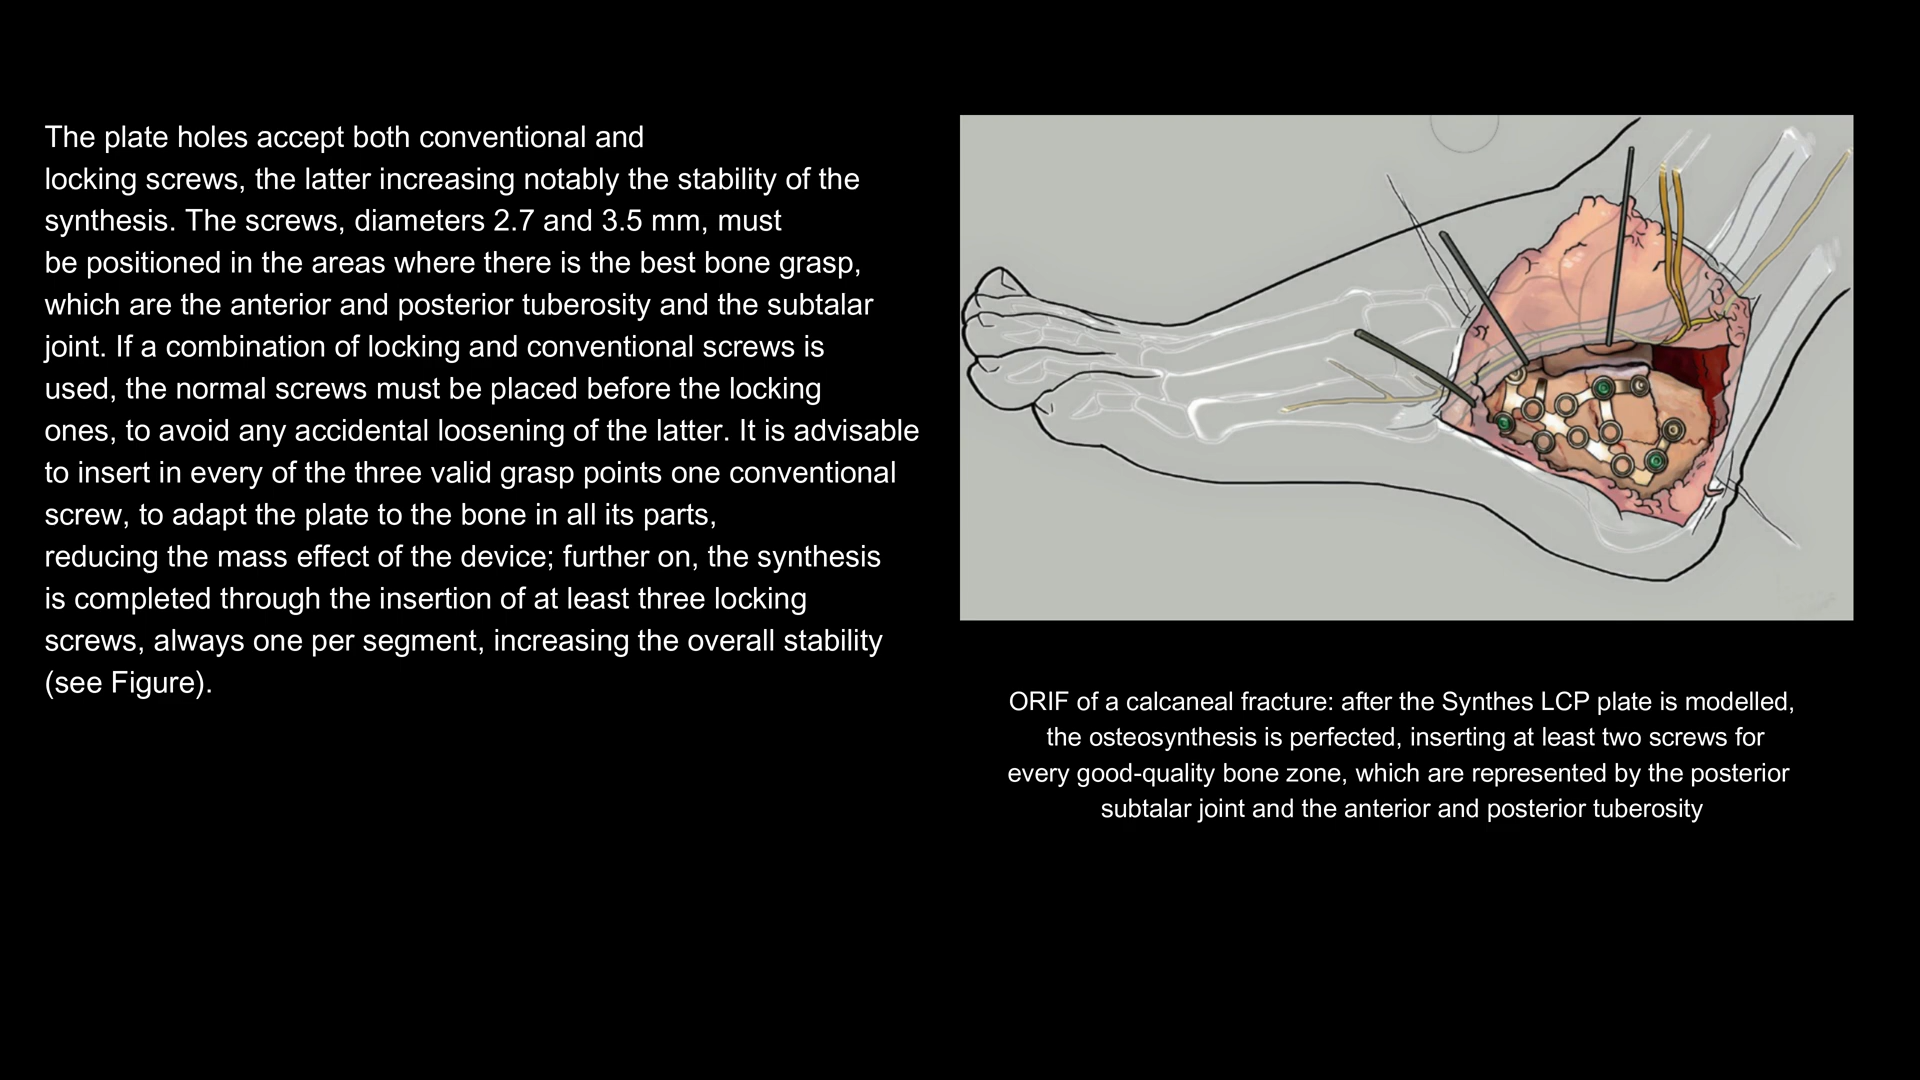 The plate holes accept both conventional and
locking screws, the latter increasing notably the stability of the
synthesis. The screws, diameters 2.7 and 3.5 mm, must
be positioned in the areas where there is the best bone grasp,
which are the anterior and posterior tuberosity and the subtalar
joint. If a combination of locking and conventional screws is
used, the normal screws must be placed before the locking
ones, to avoid any accidental loosening of the latter. It is advisable
to insert in every of the three valid grasp points one conventional
screw, to adapt the plate to the bone in all its parts,
reducing the mass effect of the device; further on, the synthesis
is completed through the insertion of at least three locking
screws, always one per segment, increasing the overall stability
(see Figure).
ORIF of a calcaneal fracture: after the Synthes LCP plate is modelled,
the osteosynthesis is perfected, inserting at least two screws for
every good-quality bone zone, which are represented by the posterior
subtalar joint and the anterior and posterior tuberosity